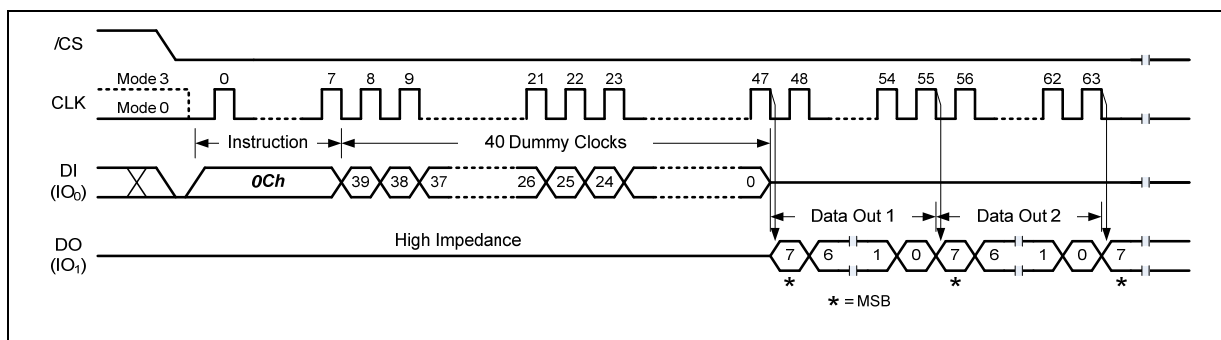 /CS
Mode 3
0 7 8 9 21 22 23 47 48 54 55 56 62 63
CLK
Mode 0
Instruction 40 Dummy Clocks
DI
(IO0)
0Ch 39 38 37 26 25 24 0
Data Out 1 Data Out 2
High Impedance
DO
(IO1)
7 6 1 0 7 6 1 0 7
* * *
* = MSB